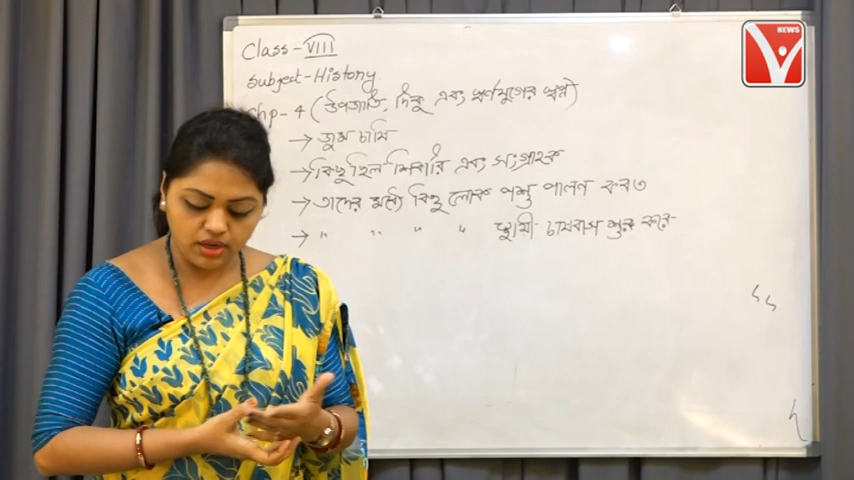 Class-VIII
Subject-History
Chp-4 (উপজাতি, দিকু এবং স্বর্ণযুগের স্বপ্ন)
→ জুম চাষি
→ কিছু ছিল শিকারি এবং সংগ্রাহক
→ তাদের মধ্যে কিছু লোক পশু পালন করত
→ " " " " স্থায়ী চাষবাস শুরু করে
NEWS